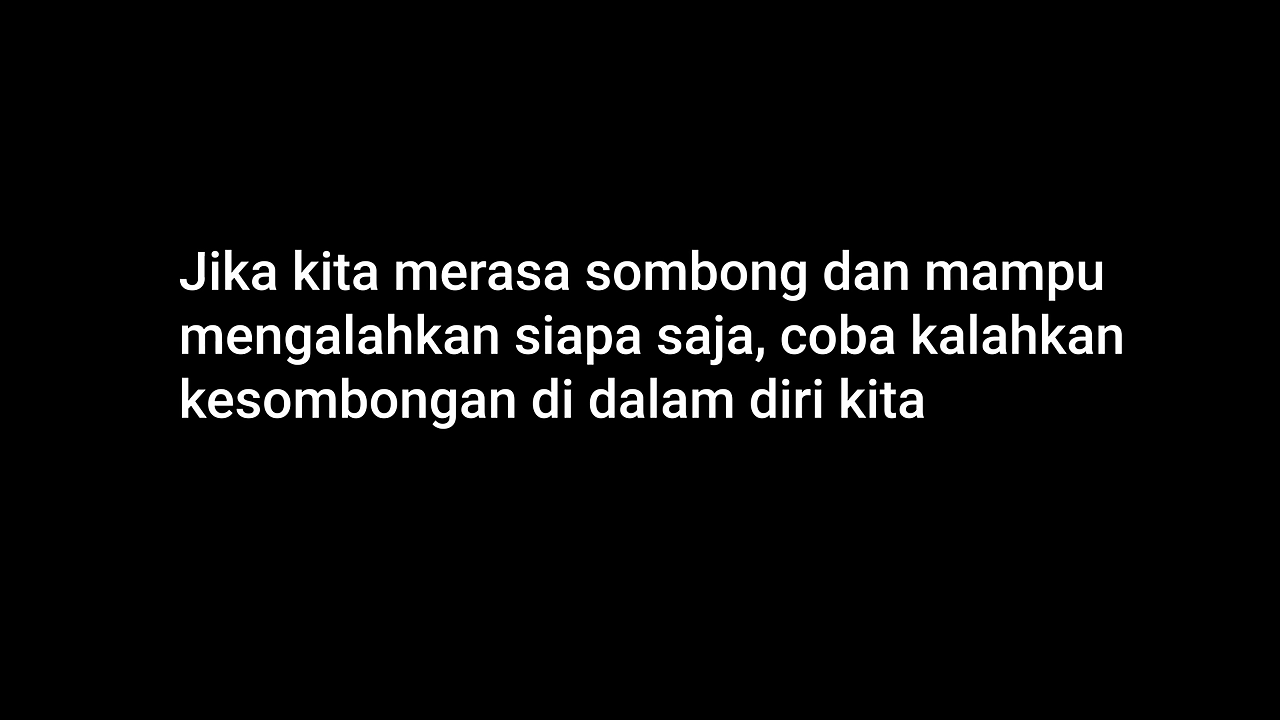 Jika kita merasa sombong dan mampu
mengalahkan siapa saja, coba kalahkan
kesombongan di dalam diri kita